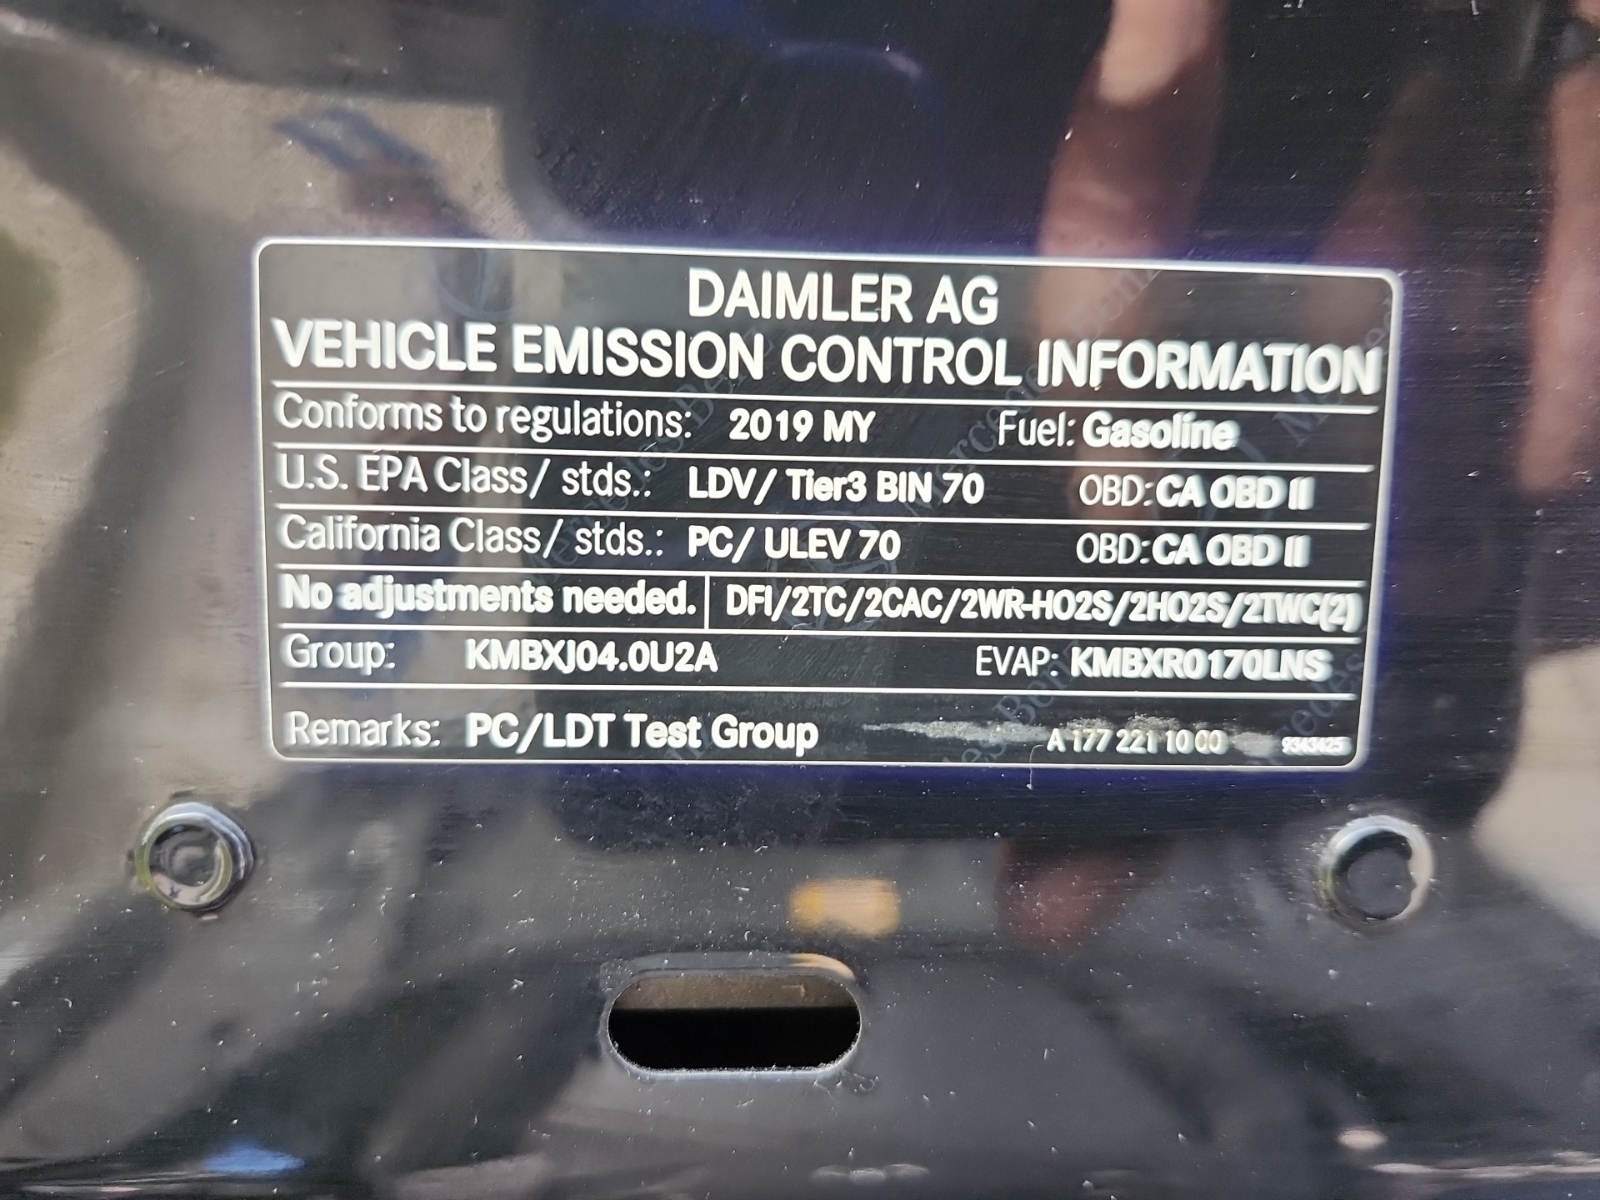 DAIMLER AG
VEHICLE EMISSION CONTROL INFORMATION
Conforms to regulations: 2019 MY Fuel: Gasoline
U.S. EPA Class/ stds.: LDV/ Tier3 BIN 70 OBD: CA OBD II
California Class/ stds.: PC/ ULEV 70 OBD: CA OBD II
No adjustments needed. DFI/2TC/2CAC/2WR-HO2S/2HO2S/2TWC(2)
Group: KMBXJ04.0U2A EVAP: KMBXR0170LNS
Remarks: PC/LDT Test Group A 177 221 10 00 9343425